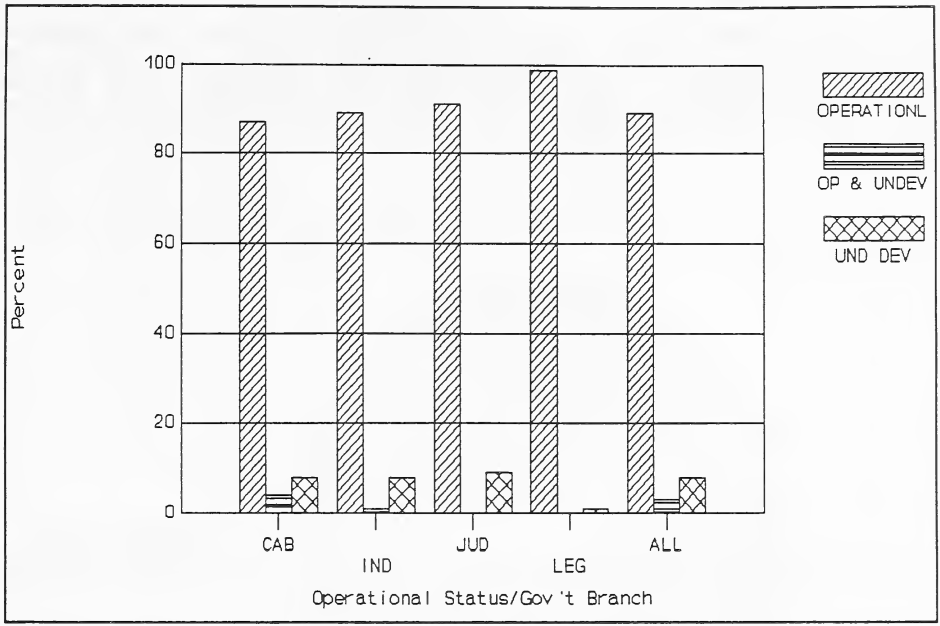 100
80
60
40
20
0
Percent
CAB
IND
JUD
LEG
ALL
Operational Status/Gov't Branch
OPERATIONL
OP & UNDEV
UND DEV